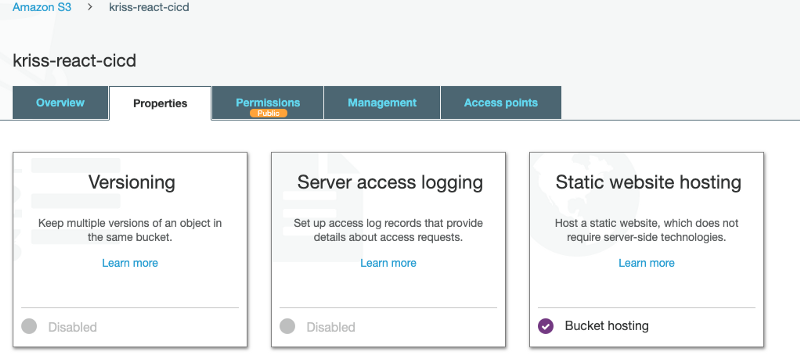 Amazon S3 > kriss-react-cicd
kriss-react-cicd
Overview Properties Permissions Management Access points
Public
Versioning
Keep multiple versions of an object in
the same bucket.
Learn more
Disabled
Server access logging
Set up access log records that provide
details about access requests.
Learn more
Disabled
Static website hosting
Host a static website, which does not
require server-side technologies.
Learn more
Bucket hosting